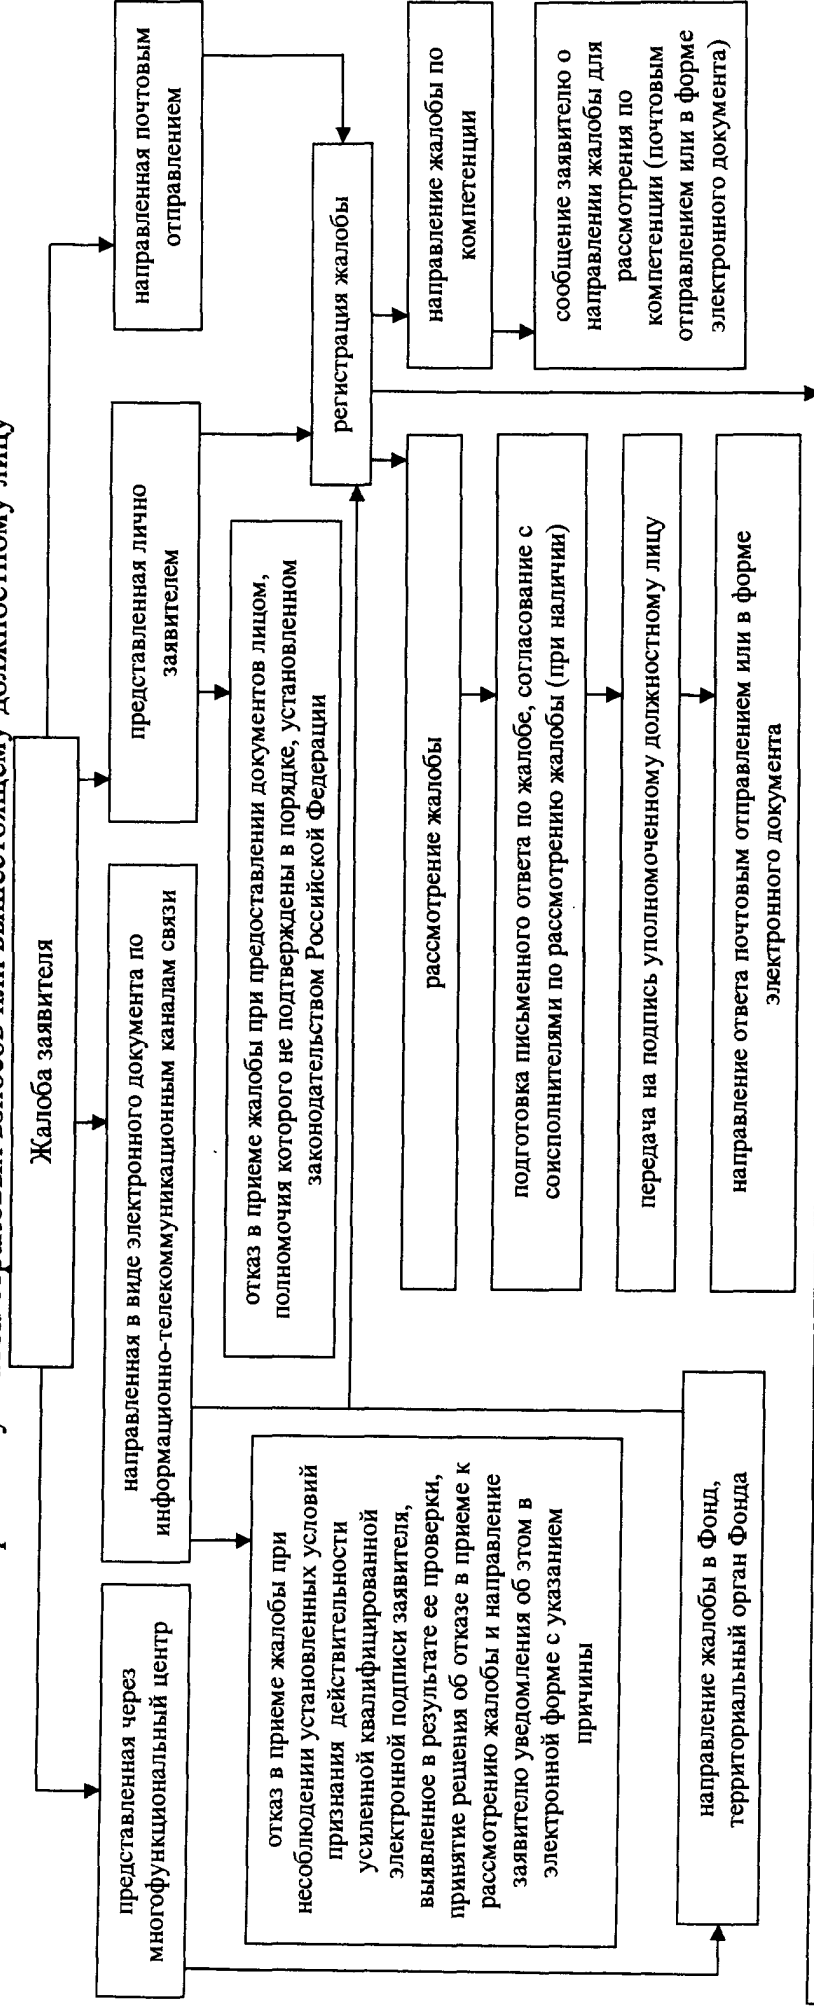 должностному лицу
Жалоба заявителя
представленная через
многофункциональный центр
направленная в виде электронного документа по
информационно-телекоммуникационным каналам связи
представленная лично
заявителем
направленная почтовым
отправлением
отказ в приеме жалобы при
несоблюдении установленных условий
признания действительности
усиленной квалифицированной
электронной подписи заявителя,
выявленное в результате ее проверки,
принятие решения об отказе в приеме к
рассмотрению жалобы и направление
заявителю уведомления об этом в
электронной форме с указанием
причины
отказ в приеме жалобы при предоставлении документов лицом,
полномочия которого не подтверждены в порядке, установленном
законодательством Российской Федерации
регистрация жалобы
рассмотрение жалобы
направление жалобы по
компетенции
подготовка письменного ответа по жалобе, согласование с
соисполнителями по рассмотрению жалобы (при наличии)
сообщение заявителю о
направлении жалобы для
рассмотрения по
компетенции (почтовым
отправлением или в форме
электронного документа)
передача на подпись уполномоченному должностному лицу
направление жалобы в Фонд,
территориальный орган Фонда
направление ответа почтовым отправлением или в форме
электронного документа